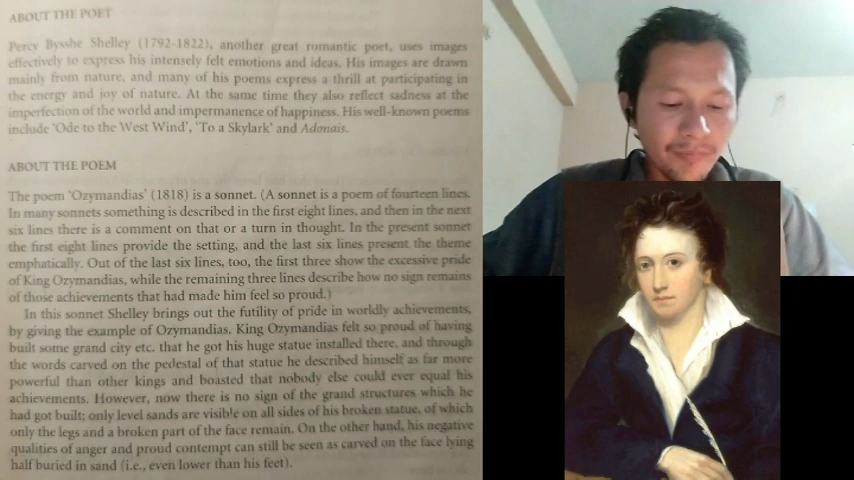 ABOUT THE POET
Percy Bysshe Shelley (1792-1822), another great romantic poet, uses images
effectively to express his intensely felt emotions and ideas. His images are drawn
mainly from nature, and many of his poems express a thrill at participating in
the energy and joy of nature. At the same time they also reflect sadness at the
imperfection of the world and impermanence of happiness. His well-known poems
include 'Ode to the West Wind', 'To a Skylark' and Adonais.
ABOUT THE POEM
The poem 'Ozymandias' (1818) is a sonnet. (A sonnet is a poem of fourteen lines.
In many sonnets something is described in the first eight lines, and then in the next
six lines there is a comment on that or a turn in thought. In the present sonnet
the first eight lines provide the setting, and the last six lines present the theme
emphatically. Out of the last six lines, too, the first three show the excessive pride
of King Ozymandias, while the remaining three lines describe how no sign remains
of those achievements that had made him feel so proud.)
In this sonnet Shelley brings out the futility of pride in worldly achievements,
by giving the example of Ozymandias. King Ozymandias felt so proud of having
built some grand city etc. that he got his huge statue installed there, and through
the words carved on the pedestal of that statue he described himself as far more
powerful than other kings and boasted that nobody else could ever equal his
achievements. However, now there is no sign of the grand structures which he
had got built; only level sands are visible on all sides of his broken statue, of which
only the legs and a broken part of the face remain. On the other hand, his negative
qualities of anger and proud contempt can still be seen as carved on the face lying
half buried in sand (i.e., even lower than his feet).